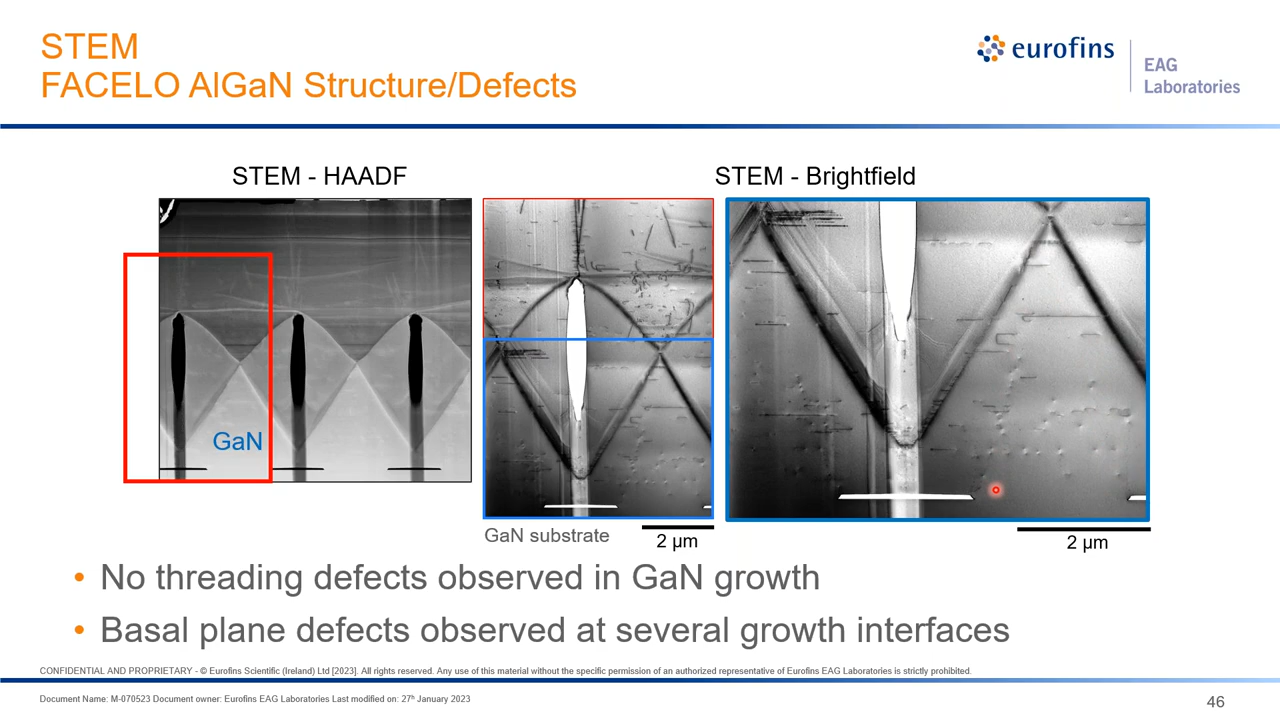 STEM
FACELO AlGaN Structure/Defects
eurofins
EAG
Laboratories
STEM - HAADF
STEM - Brightfield
GaN
GaN substrate
2 µm
2 µm
• No threading defects observed in GaN growth
• Basal plane defects observed at several growth interfaces
CONFIDENTIAL AND PROPRIETARY - © Eurofins Scientific (Ireland) Ltd [2023]. All rights reserved. Any use of this material without the specific permission of an authorized representative of Eurofins EAG Laboratories is strictly prohibited.
Document Name: M-070523 Document owner: Eurofins EAG Laboratories Last modified on: 27th January 2023
46